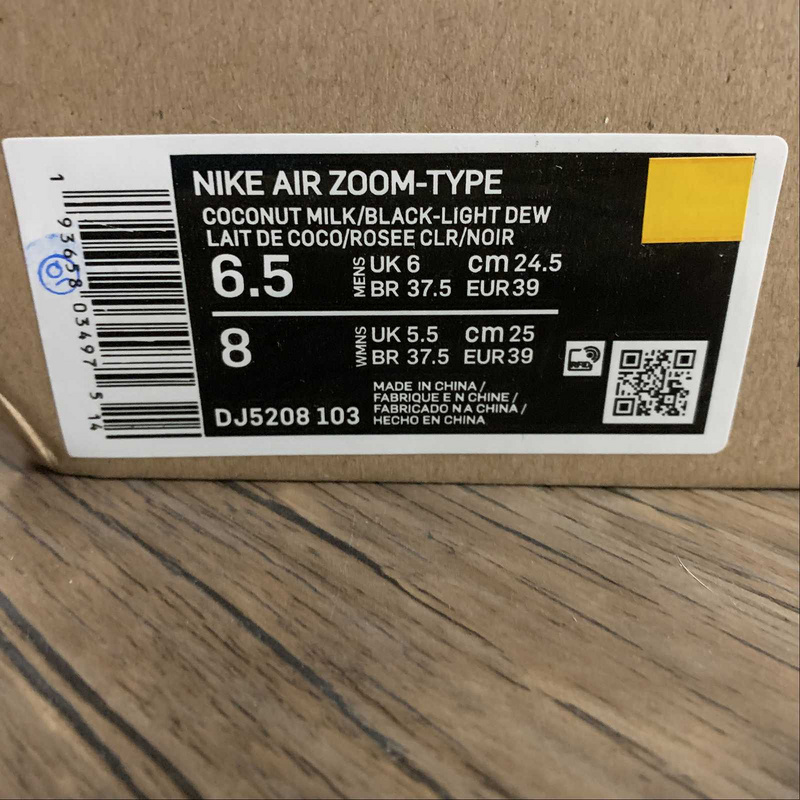 NIKE AIR ZOOM-TYPE
COCONUT MILK/BLACK-LIGHT DEW
LAIT DE COCO/ROSEE CLR/NOIR
6.5 MENS UK 6 cm 24.5
BR 37.5 EUR 39
8 WMNS UK 5.5 cm 25
BR 37.5 EUR 39
DJ5208 103
MADE IN CHINA /
FABRIQUE E N CHINE /
FABRICADO NA CHINA /
HECHO EN CHINA
RFID
1 93658 03497 5 14